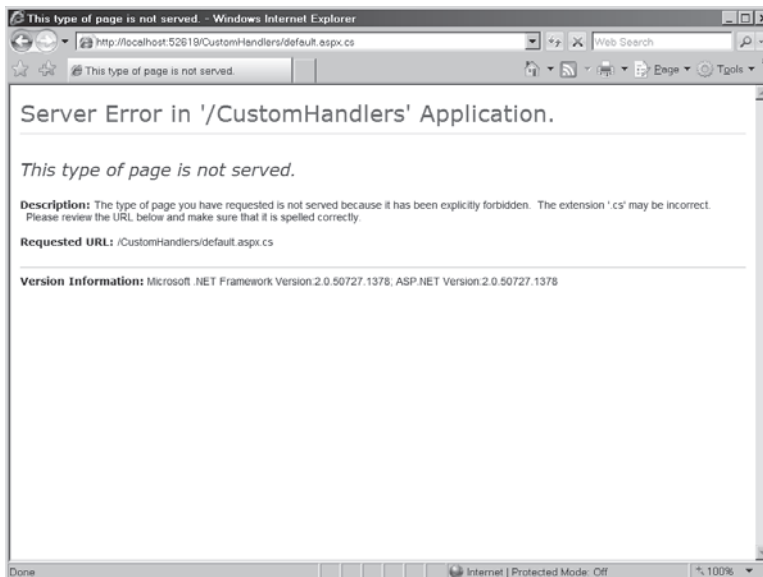 This type of page is not served. - Windows Internet Explorer
http://localhost:52619/CustomHandlers/default.aspx.cs
Web Search
This type of page is not served.
Page
Tools
Server Error in '/CustomHandlers' Application.
This type of page is not served.
Description: The type of page you have requested is not served because it has been explicitly forbidden. The extension '.cs' may be incorrect.
Please review the URL below and make sure that it is spelled correctly.
Requested URL: /CustomHandlers/default.aspx.cs
Version Information: Microsoft .NET Framework Version:2.0.50727.1378; ASP.NET Version:2.0.50727.1378
Done
Internet | Protected Mode: Off
100%